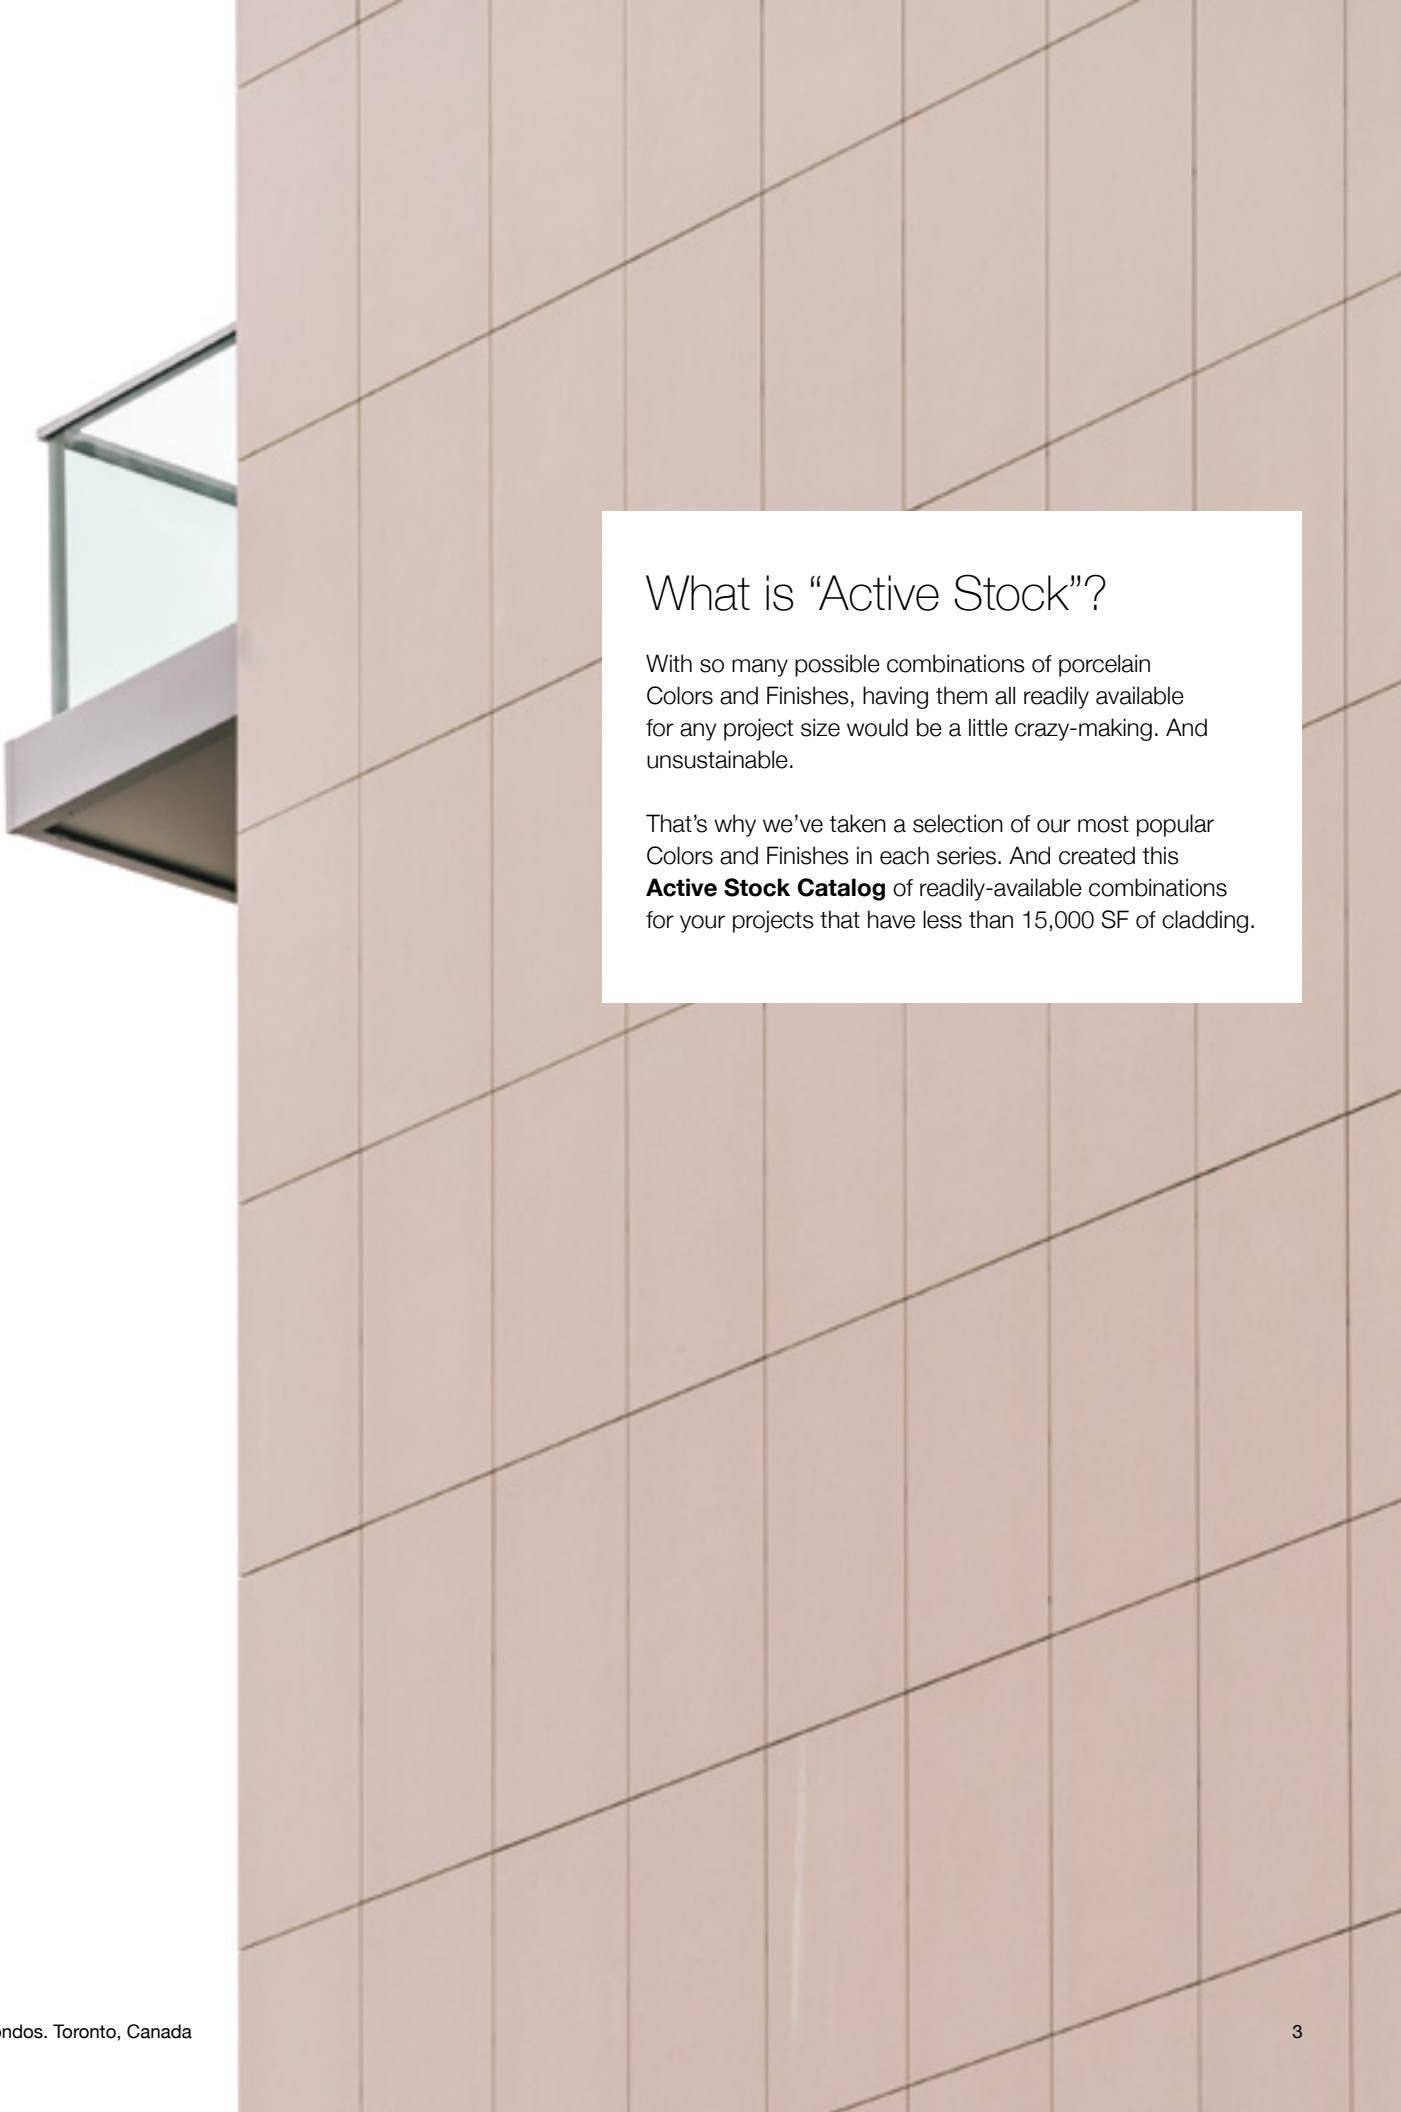 What is “Active Stock”?
With so many possible combinations of porcelain
Colors and Finishes, having them all readily available
for any project size would be a little crazy-making. And
unsustainable.
That’s why we’ve taken a selection of our most popular
Colors and Finishes in each series. And created this
Active Stock Catalog of readily-available combinations
for your projects that have less than 15,000 SF of cladding.
ndos. Toronto, Canada
3